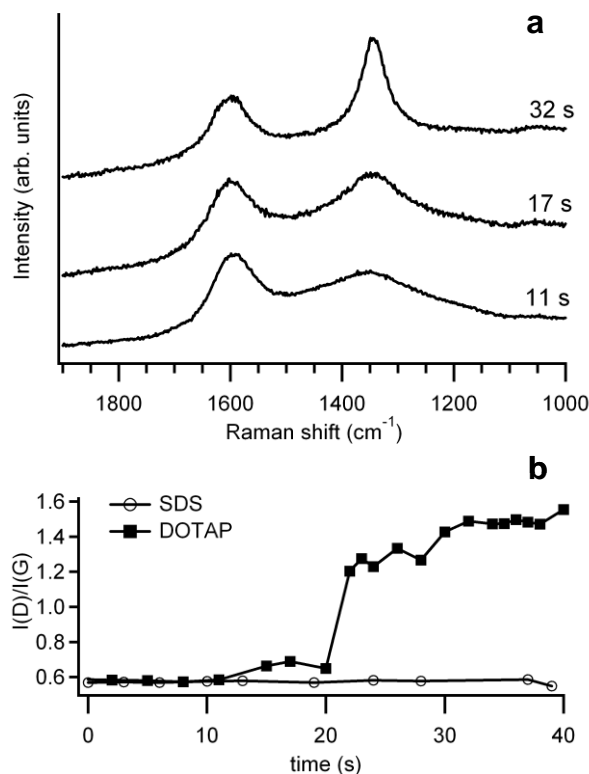 a
Intensity (arb. units)
32 s
17 s
11 s
1800 1600 1400 1200 1000
Raman shift (cm⁻¹)
b
I(D)/I(G)
1.6
1.4
1.2
1.0
0.8
0.6
SDS
DOTAP
0 10 20 30 40
time (s)